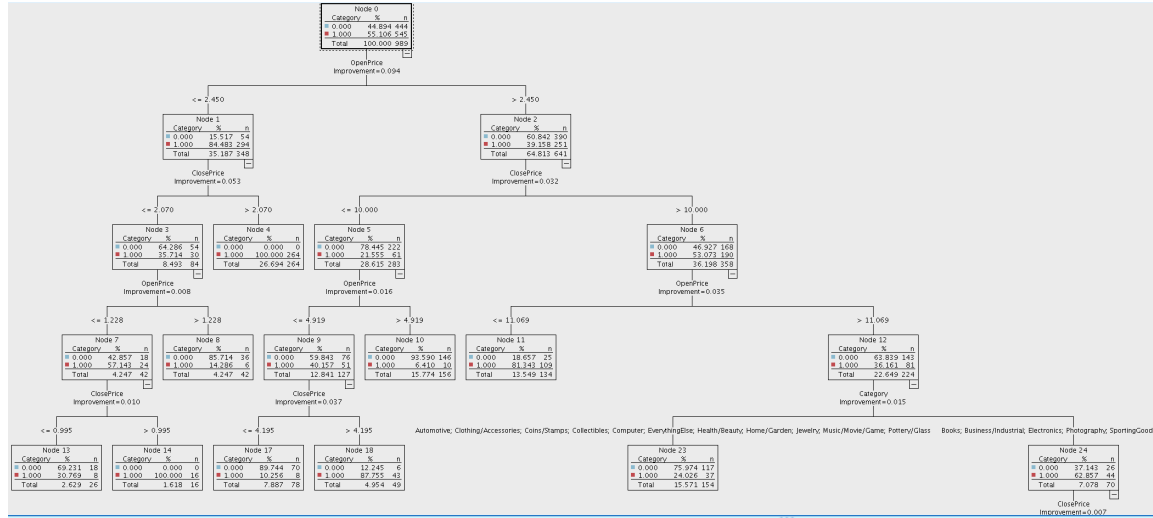 Node 0
Category % n
0.000 44.894 444
1.000 55.106 545
Total 100.000 989
OpenPrice
Improvement=0.094
<= 2.450
> 2.450
Node 1
Category % n
0.000 15.517 54
1.000 84.483 294
Total 35.187 348
Node 2
Category % n
0.000 60.842 390
1.000 39.158 251
Total 64.813 641
ClosePrice
Improvement=0.053
ClosePrice
Improvement=0.032
<= 2.070
> 2.070
<= 10.000
> 10.000
Node 3
Category % n
0.000 64.286 54
1.000 35.714 30
Total 8.493 84
Node 4
Category % n
0.000 0.000 0
1.000 100.000 264
Total 26.694 264
Node 5
Category % n
0.000 78.445 222
1.000 21.555 61
Total 28.615 283
Node 6
Category % n
0.000 46.927 168
1.000 53.073 190
Total 36.198 358
OpenPrice
Improvement=0.008
OpenPrice
Improvement=0.016
OpenPrice
Improvement=0.035
<= 1.228
> 1.228
<= 4.919
> 4.919
<= 11.069
> 11.069
Node 7
Category % n
0.000 42.857 18
1.000 57.143 24
Total 4.247 42
Node 8
Category % n
0.000 85.714 36
1.000 14.286 6
Total 4.247 42
Node 9
Category % n
0.000 59.843 76
1.000 40.157 51
Total 12.841 127
Node 10
Category % n
0.000 93.590 146
1.000 6.410 10
Total 15.774 156
Node 11
Category % n
0.000 18.657 25
1.000 81.343 109
Total 13.549 134
Node 12
Category % n
0.000 63.839 143
1.000 36.161 81
Total 22.649 224
ClosePrice
Improvement=0.010
ClosePrice
Improvement=0.037
Category
Improvement=0.015
<= 0.995
> 0.995
<= 4.195
> 4.195
Automotive; Clothing/Accessories; Coins/Stamps; Collectibles; Computer; EverythingElse; Health/Beauty; Home/Garden; Jewelry; Music/Movie/Game; Pottery/Glass
Books; Business/Industrial; Electronics; Photography; SportingGood
Node 13
Category % n
0.000 69.231 18
1.000 30.769 8
Total 2.629 26
Node 14
Category % n
0.000 0.000 0
1.000 100.000 16
Total 1.618 16
Node 17
Category % n
0.000 89.744 70
1.000 10.256 8
Total 7.887 78
Node 18
Category % n
0.000 12.245 6
1.000 87.755 43
Total 4.954 49
Node 23
Category % n
0.000 75.974 117
1.000 24.026 37
Total 15.571 154
Node 24
Category % n
0.000 37.143 26
1.000 62.857 44
Total 7.078 70
ClosePrice
Improvement=0.007